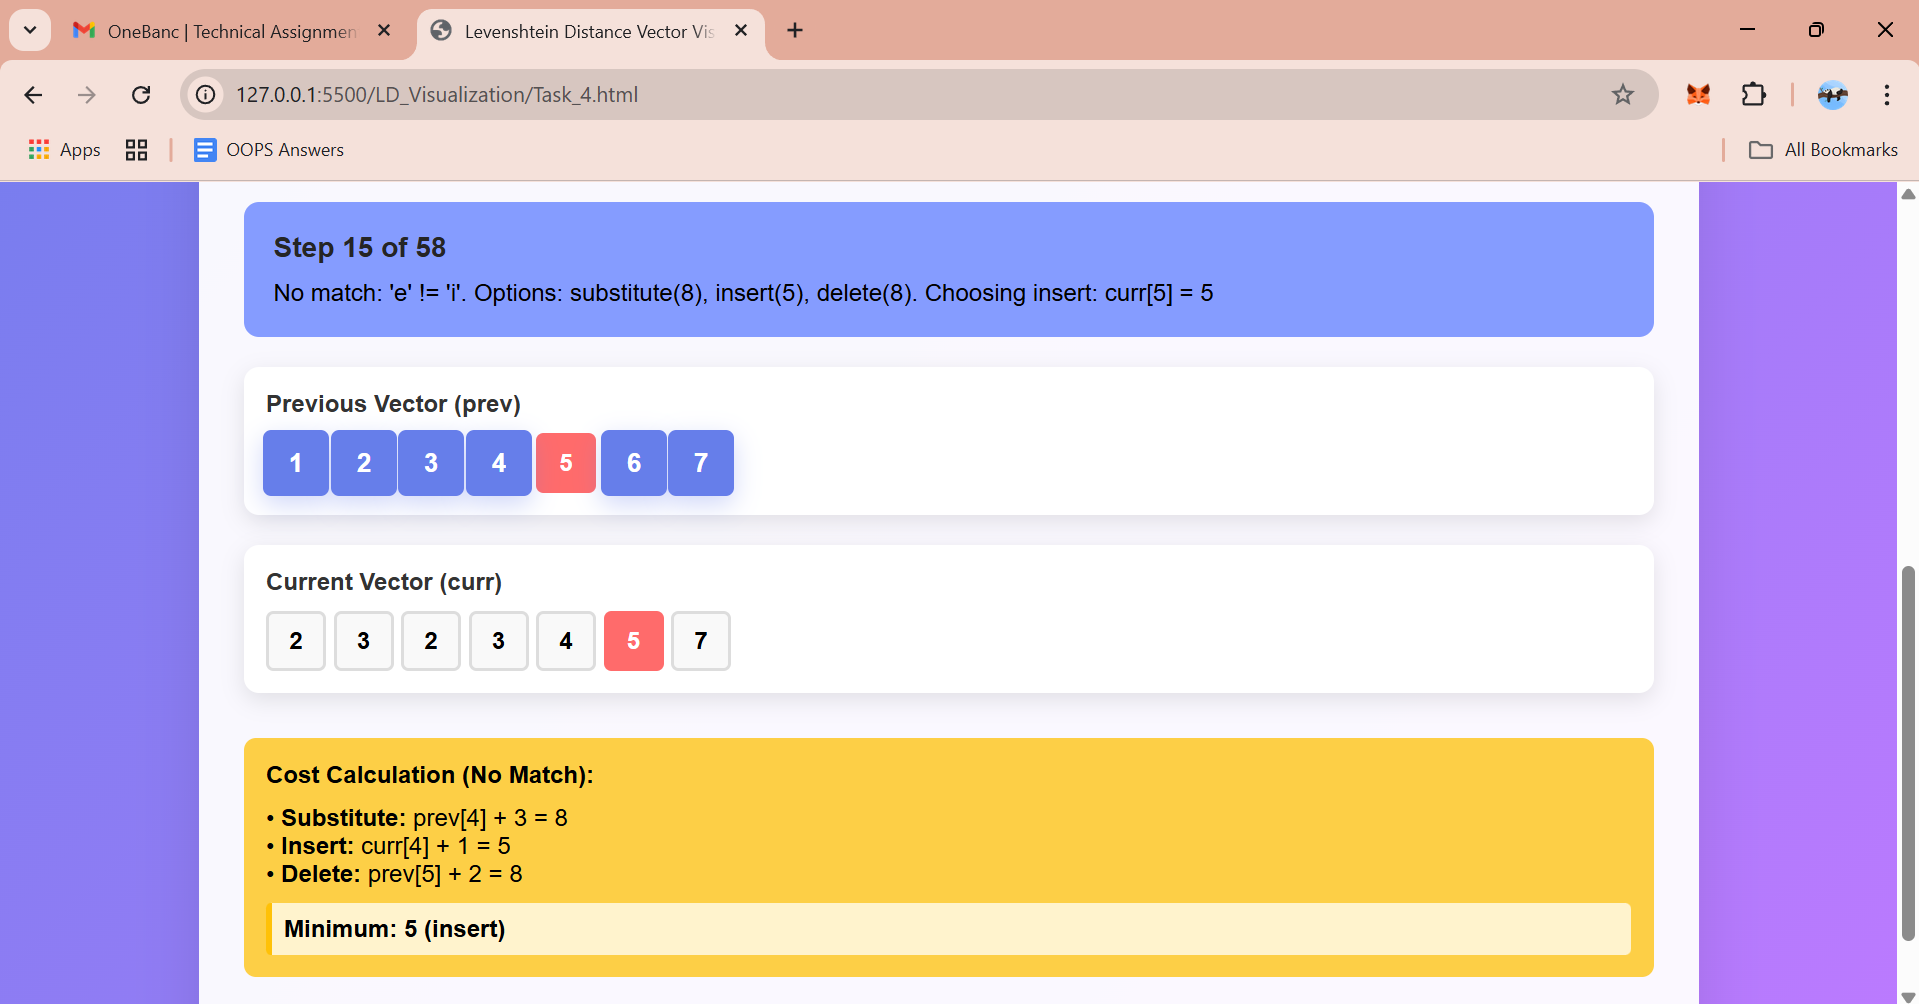 OneBanc | Technical Assignmen
Levenshtein Distance Vector Vis
127.0.0.1:5500/LD_Visualization/Task_4.html
Apps
OOPS Answers
All Bookmarks
Step 15 of 58
No match: 'e' != 'i'. Options: substitute(8), insert(5), delete(8). Choosing insert: curr[5] = 5
Previous Vector (prev)
1 2 3 4 5 6 7
Current Vector (curr)
2 3 2 3 4 5 7
Cost Calculation (No Match):
• Substitute: prev[4] + 3 = 8
• Insert: curr[4] + 1 = 5
• Delete: prev[5] + 2 = 8
Minimum: 5 (insert)